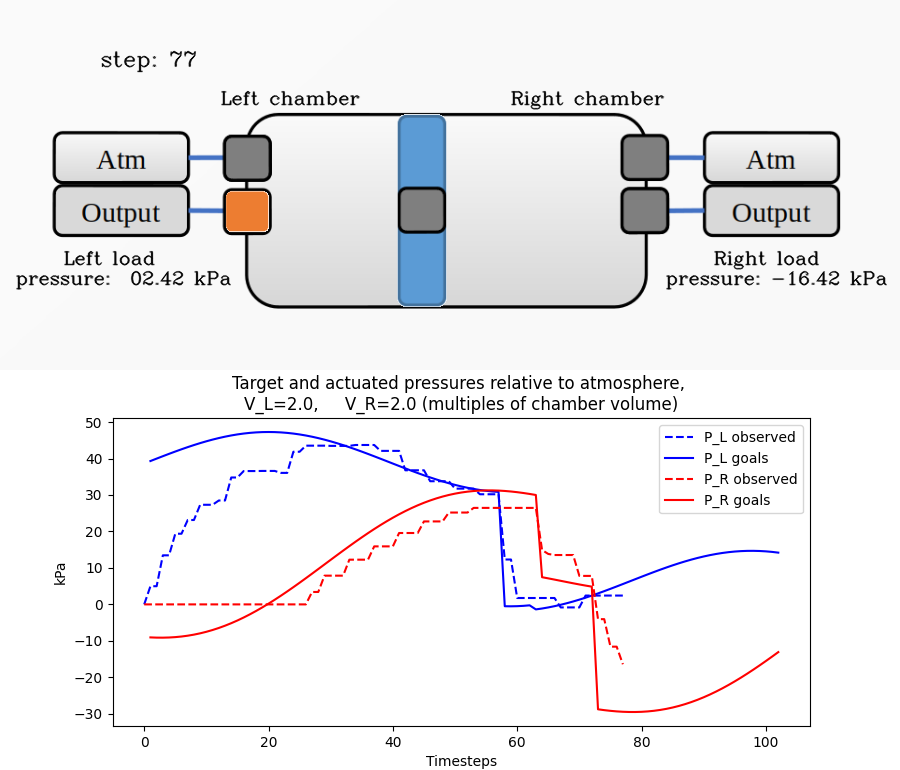 step: 77
Left chamber
Right chamber
Atm
Atm
Output
Output
Left load
pressure:  02.42 kPa
Right load
pressure: −16.42 kPa
Target and actuated pressures relative to atmosphere,
V_L=2.0,     V_R=2.0 (multiples of chamber volume)
50
40
30
20
10
0
−10
−20
−30
kPa
P_L observed
P_L goals
P_R observed
P_R goals
0 20 40 60 80 100
Timesteps